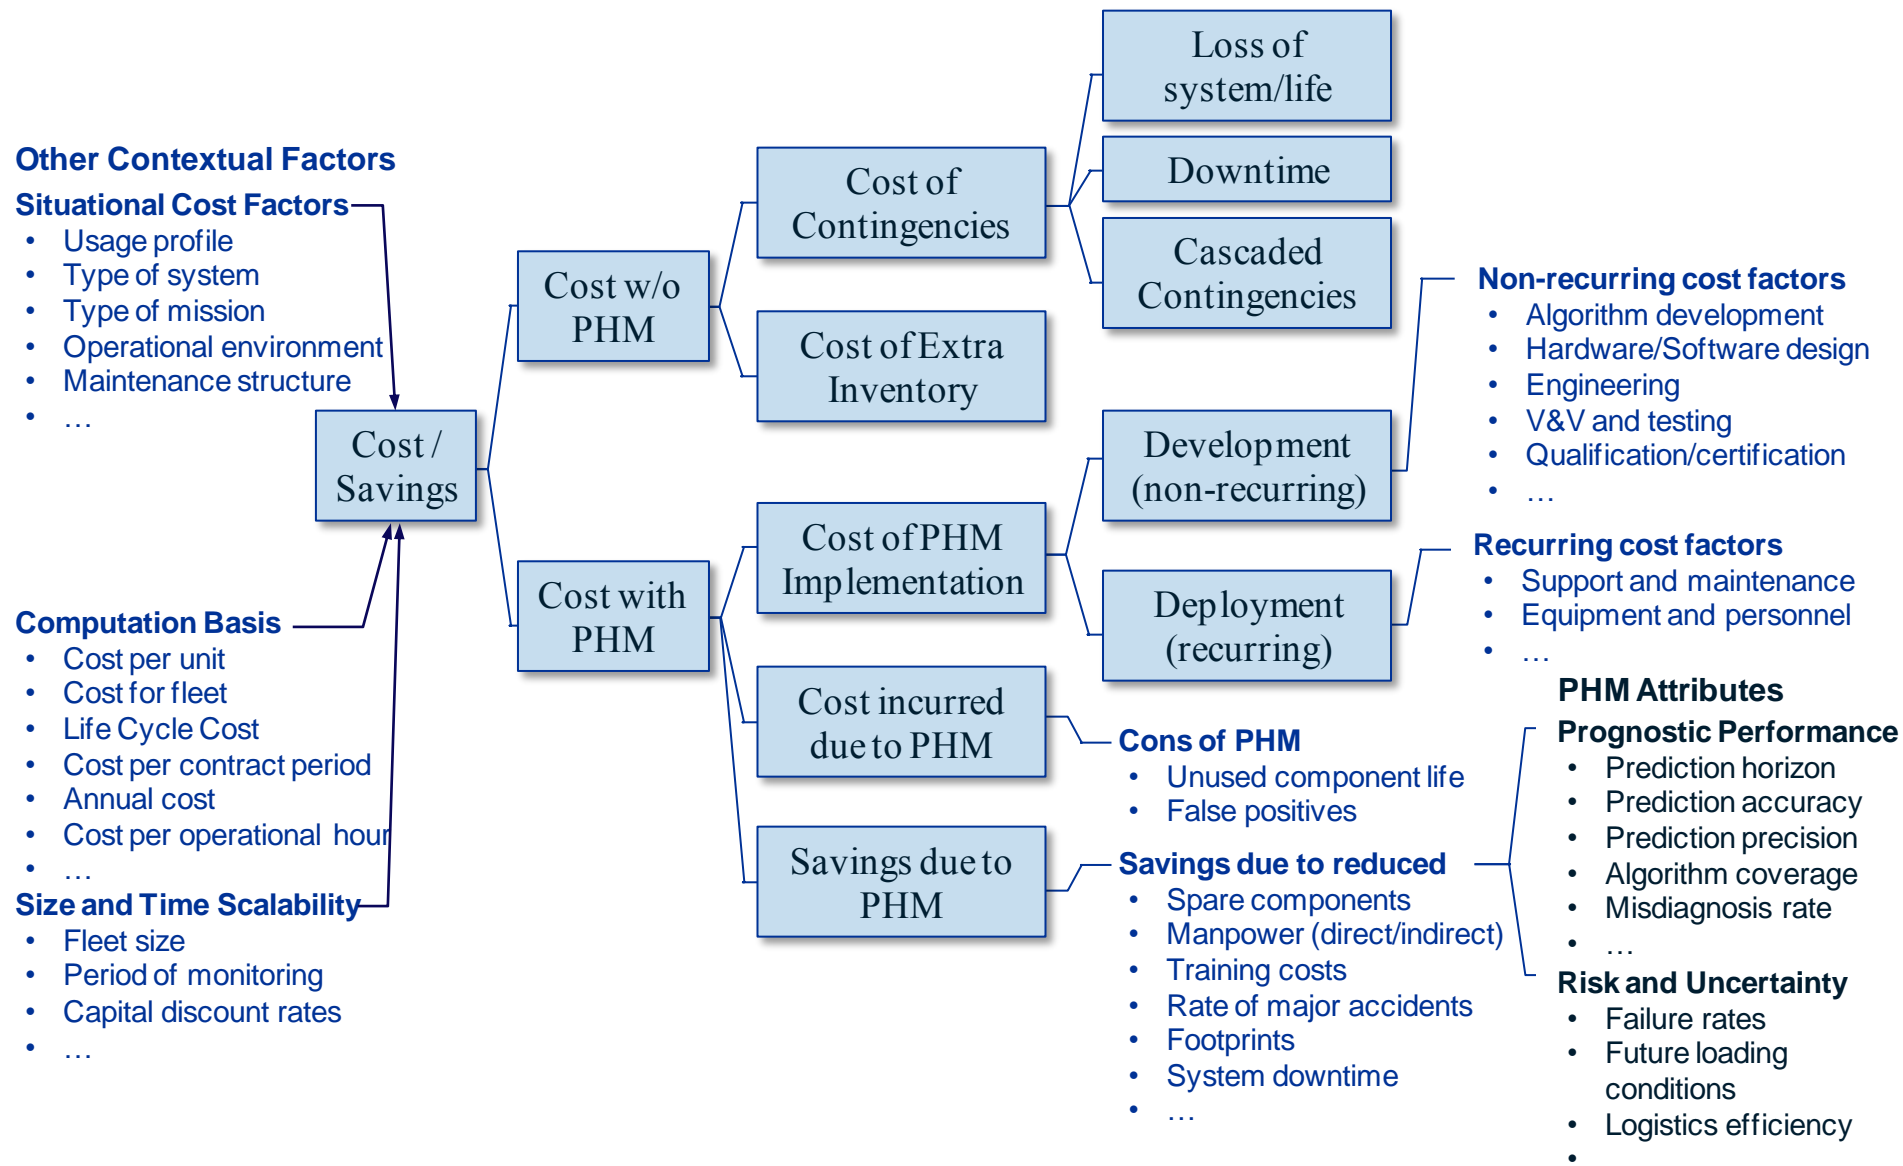 Other Contextual Factors
Situational Cost Factors
• Usage profile
• Type of system
• Type of mission
• Operational environment
• Maintenance structure
• …
Cost /
Savings
Computation Basis
• Cost per unit
• Cost for fleet
• Life Cycle Cost
• Cost per contract period
• Annual cost
• Cost per operational hour
• …
Size and Time Scalability
• Fleet size
• Period of monitoring
• Capital discount rates
• …
Cost w/o
PHM
Cost with
PHM
Cost of
Contingencies
Cost of Extra
Inventory
Cost of PHM
Implementation
Cost incurred
due to PHM
Savings due to
PHM
Loss of
system/life
Downtime
Cascaded
Contingencies
Development
(non-recurring)
Deployment
(recurring)
Non-recurring cost factors
• Algorithm development
• Hardware/Software design
• Engineering
• V&V and testing
• Qualification/certification
• …
Recurring cost factors
• Support and maintenance
• Equipment and personnel
• …
Cons of PHM
• Unused component life
• False positives
Savings due to reduced
• Spare components
• Manpower (direct/indirect)
• Training costs
• Rate of major accidents
• Footprints
• System downtime
• …
PHM Attributes
Prognostic Performance
• Prediction horizon
• Prediction accuracy
• Prediction precision
• Algorithm coverage
• Misdiagnosis rate
• …
Risk and Uncertainty
• Failure rates
• Future loading
conditions
• Logistics efficiency
•